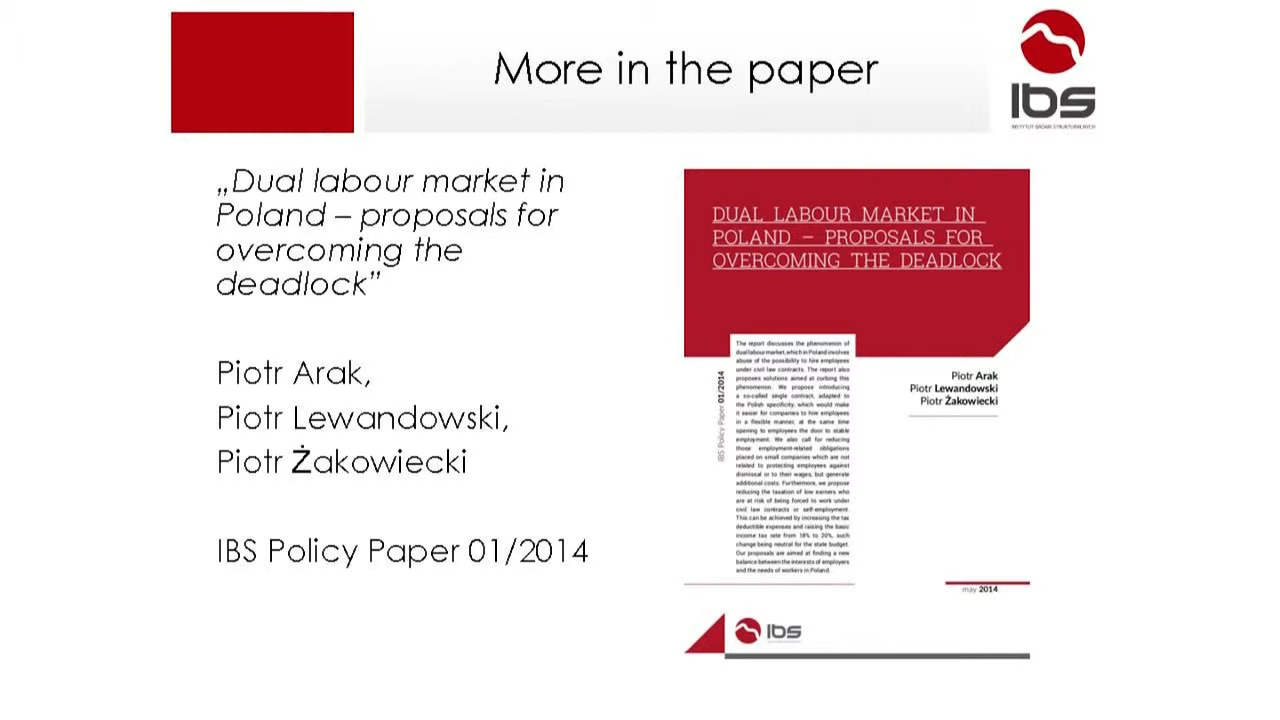 More in the paper
Ibs
INSTYTUT BADAŃ STRUKTURALNYCH
„Dual labour market in
Poland – proposals for
overcoming the
deadlock”
Piotr Arak,
Piotr Lewandowski,
Piotr Żakowiecki
IBS Policy Paper 01/2014
DUAL LABOUR MARKET IN
POLAND – PROPOSALS FOR
OVERCOMING THE DEADLOCK
The report discusses the phenomenon of
dual labour market, which in Poland involves
abuse of the possibility to hire employees
under civil law contracts. The report also
proposes solutions aimed at curbing this
phenomenon. We propose introducing
a so-called single contract, adapted to
the Polish specificity, which would make
it easier for companies to hire employees
in a flexible manner, at the same time
opening to employees the door to stable
employment. We also call for reducing
those employment-related obligations
placed on small companies which are not
related to protecting employees against
dismissal or to their wages, but generate
additional costs. Furthermore, we propose
reducing the taxation of low earners who
are at risk of being forced to work under
civil law contracts or self-employment.
This can be achieved by increasing the tax
deductible expenses and raising the basic
income tax rate from 18% to 20%, such
change being neutral for the state budget.
Our proposals are aimed at finding a new
balance between the interests of employers
and the needs of workers in Poland.
IBS Policy Paper 01/2014
Piotr Arak
Piotr Lewandowski
Piotr Żakowiecki
may 2014
Ibs